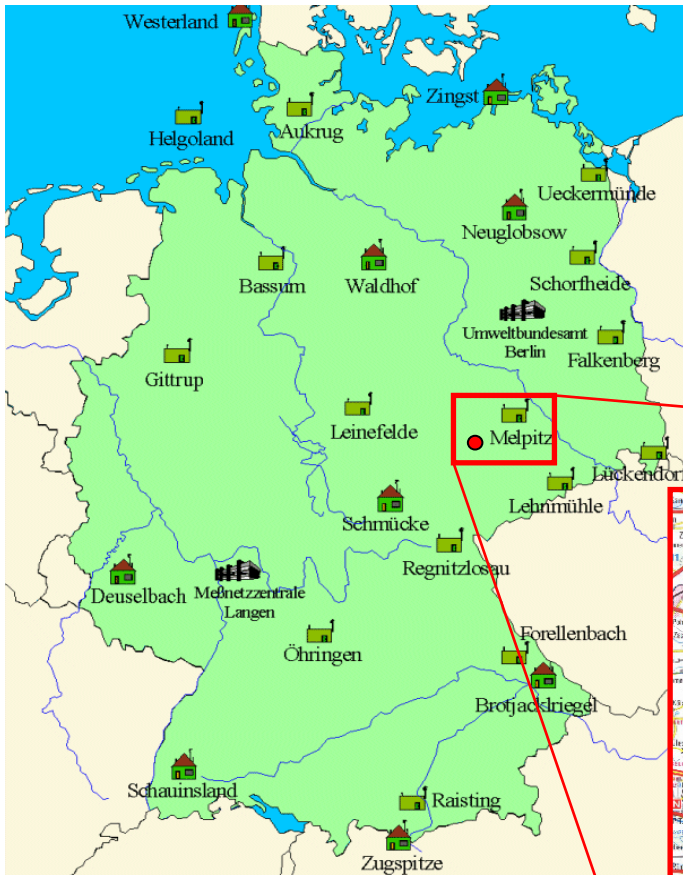 Westerland
Zingst
Helgoland
Aukrug
Ueckermünde
Neuglobsow
Bassum
Waldhof
Schorfheide
Umweltbundesamt
Berlin
Falkenberg
Gittrup
Leinefelde
Melpitz
Lückendorf
Lehnmühle
Schmücke
Regnitzlosau
Deuselbach
Meßnetzzentrale
Langen
Forellenbach
Öhringen
Brotjacklriegel
Schauinsland
Raisting
Zugspitze